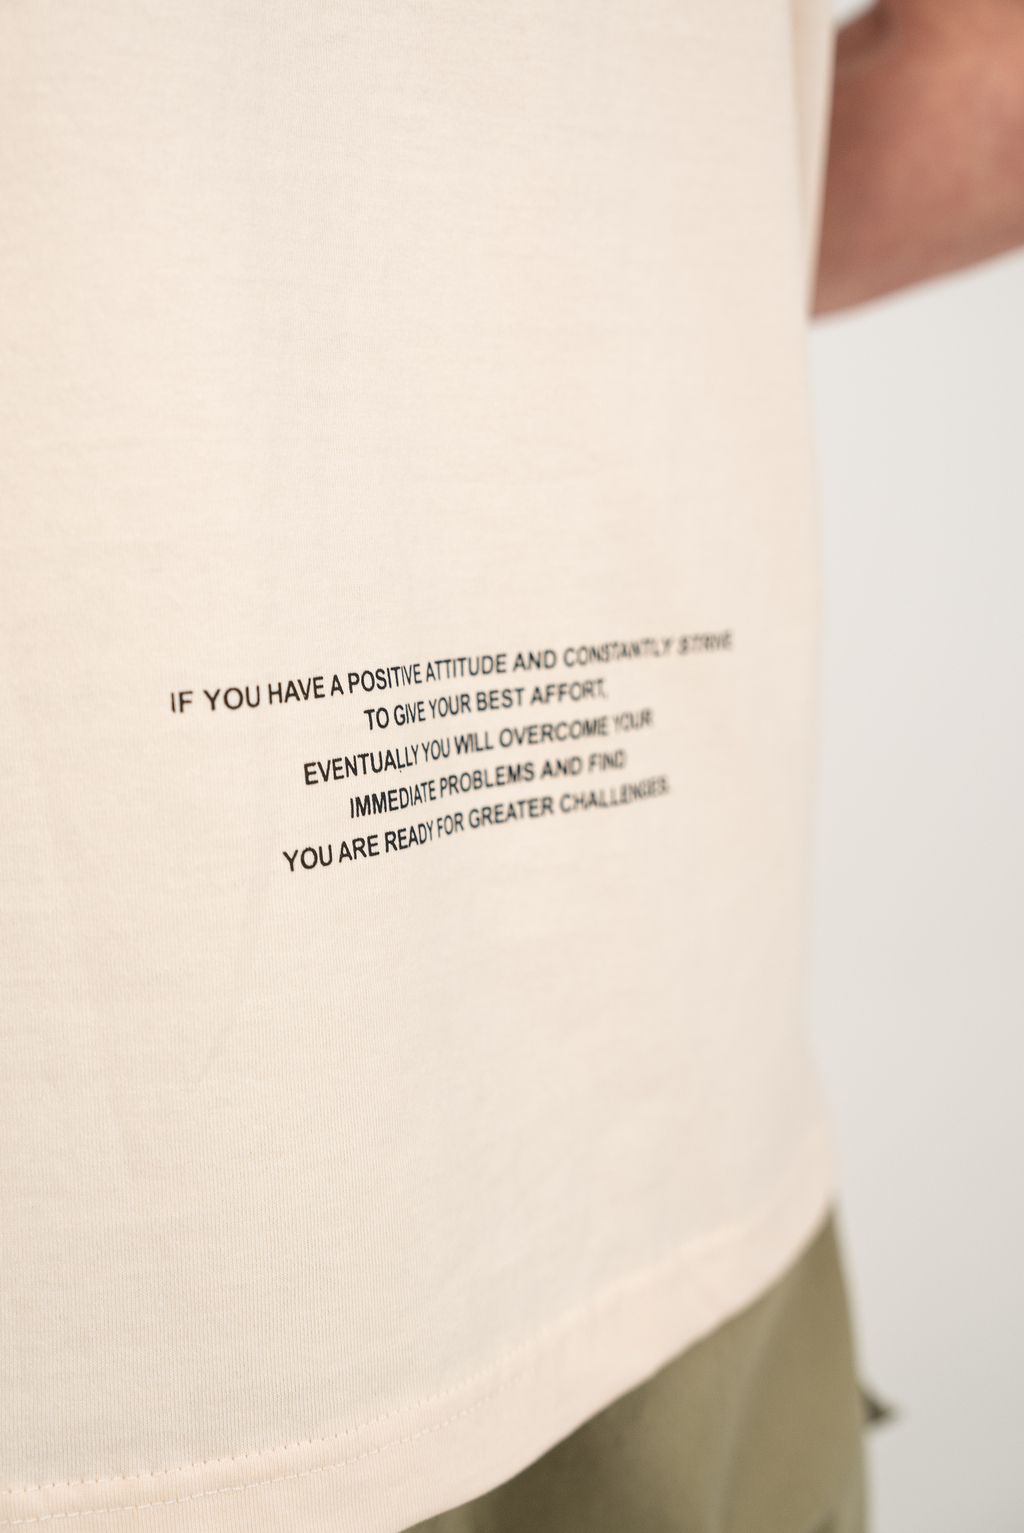 IF YOU HAVE A POSITIVE ATTITUDE AND CONSTANTLY STRIVE
TO GIVE YOUR BEST AFFORT,
EVENTUALLY YOU WILL OVERCOME YOUR
IMMEDIATE PROBLEMS AND FIND
YOU ARE READY FOR GREATER CHALLENGES.